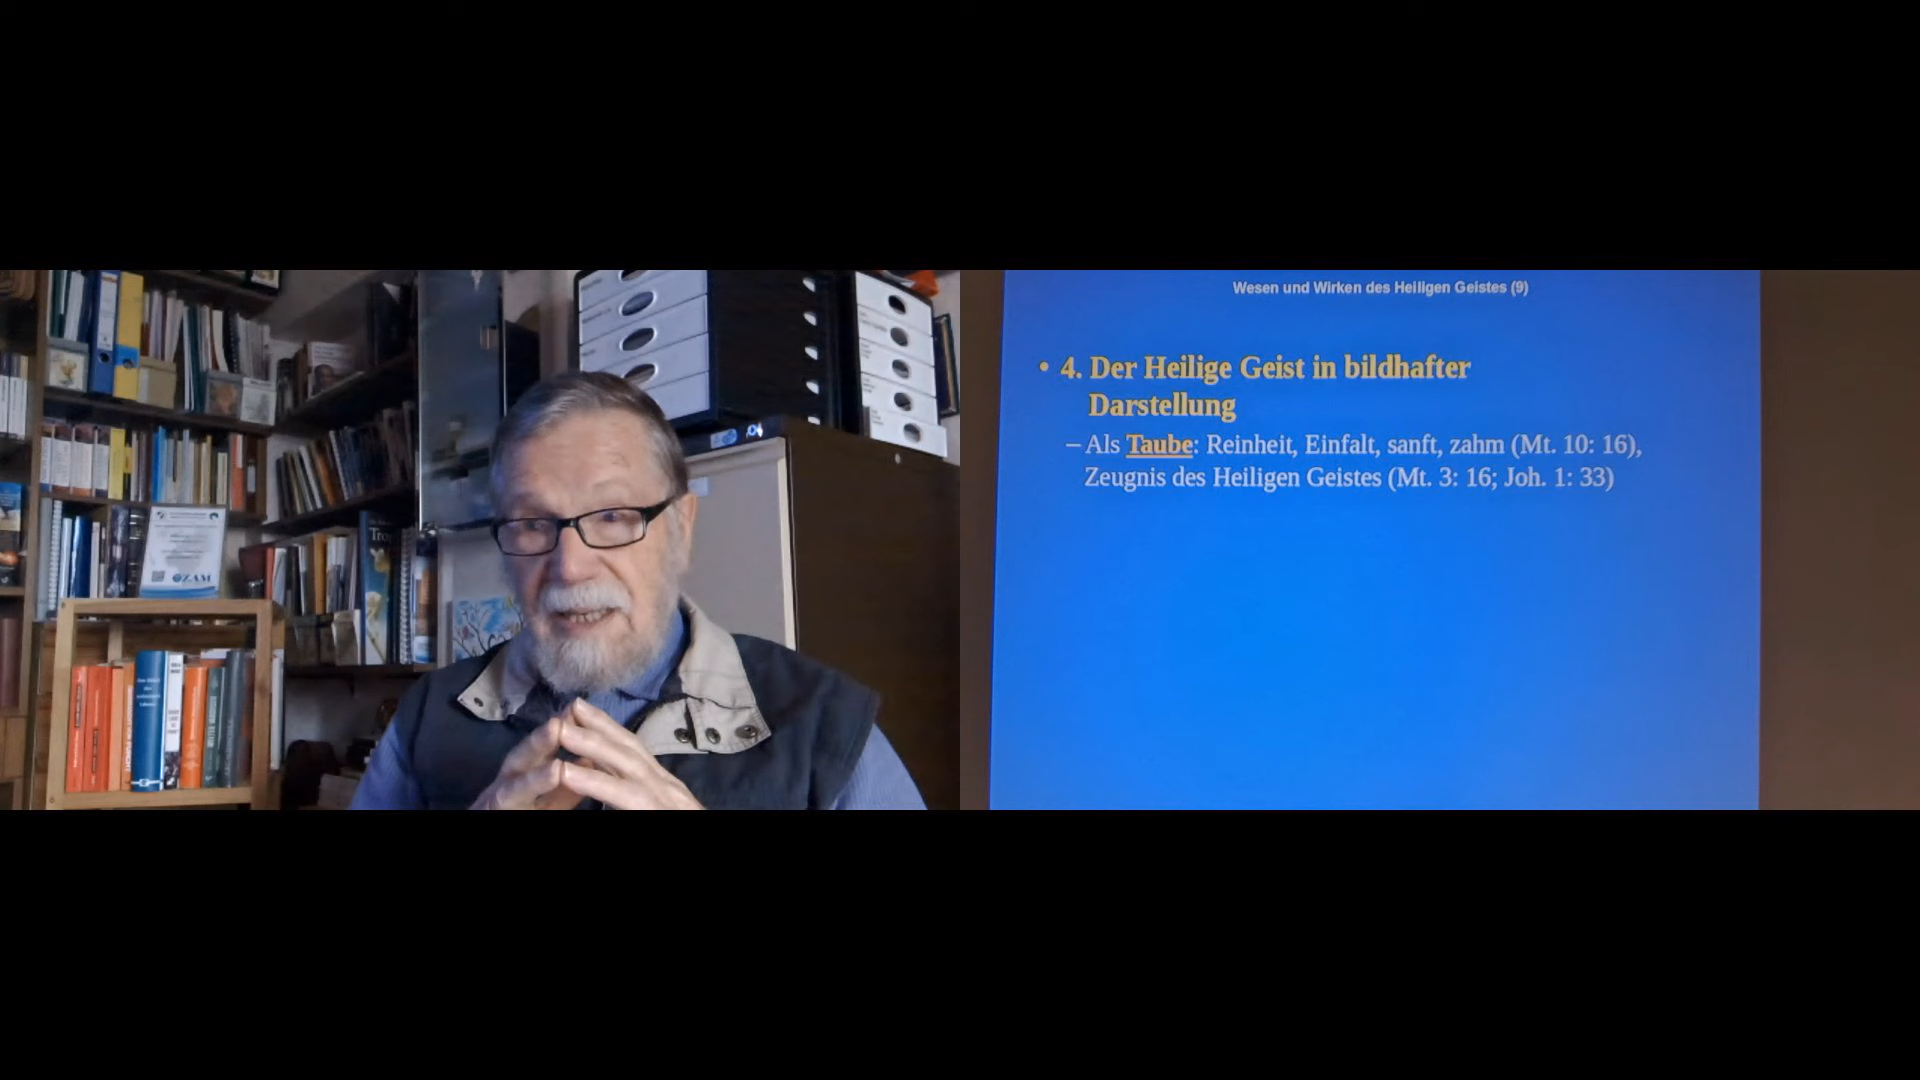 Wesen und Wirken des Heiligen Geistes (9)
• 4. Der Heilige Geist in bildhafter
Darstellung
– Als Taube: Reinheit, Einfalt, sanft, zahm (Mt. 10: 16),
Zeugnis des Heiligen Geistes (Mt. 3: 16; Joh. 1: 33)
ZAM